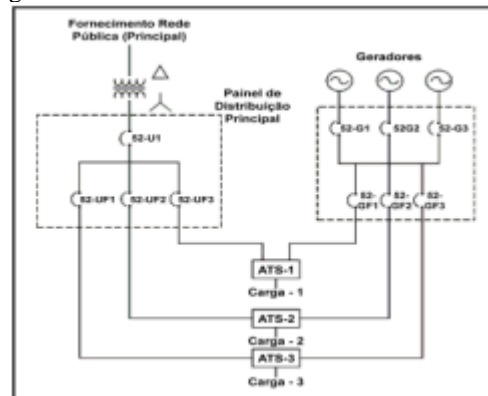 Fornecimento Rede
Pública (Principal)
Geradores
Painel de
Distribuição
Principal
52-U1
52-G1
52G2
52-G3
52-UF1
52-UF2
52-UF3
52-
GF1
52-
GF2
52-
GF3
ATS-1
Carga - 1
ATS-2
Carga - 2
ATS-3
Carga - 3